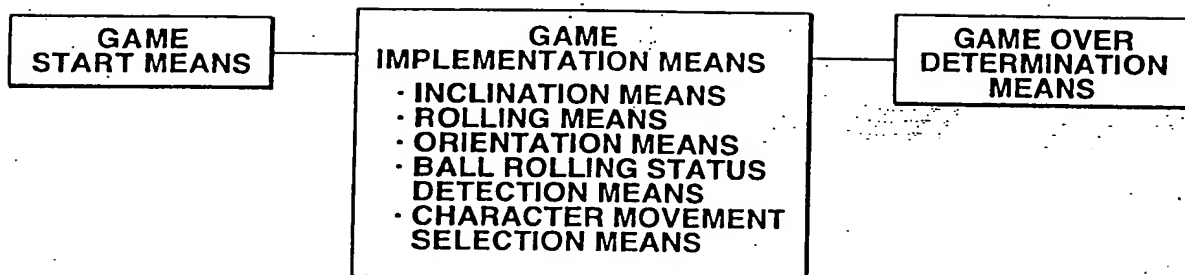 GAME
START MEANS
GAME
IMPLEMENTATION MEANS
· INCLINATION MEANS
· ROLLING MEANS
· ORIENTATION MEANS
· BALL ROLLING STATUS
DETECTION MEANS
· CHARACTER MOVEMENT
SELECTION MEANS
GAME OVER
DETERMINATION
MEANS